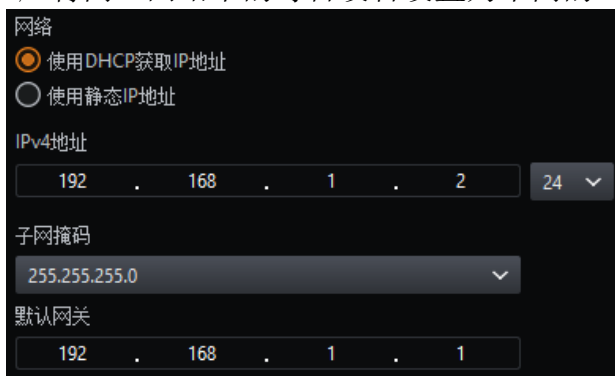 网络
使用DHCP获取IP地址
使用静态IP地址
IPv4地址
192 . 168 . 1 . 2 24
子网掩码
255.255.255.0
默认网关
192 . 168 . 1 . 1